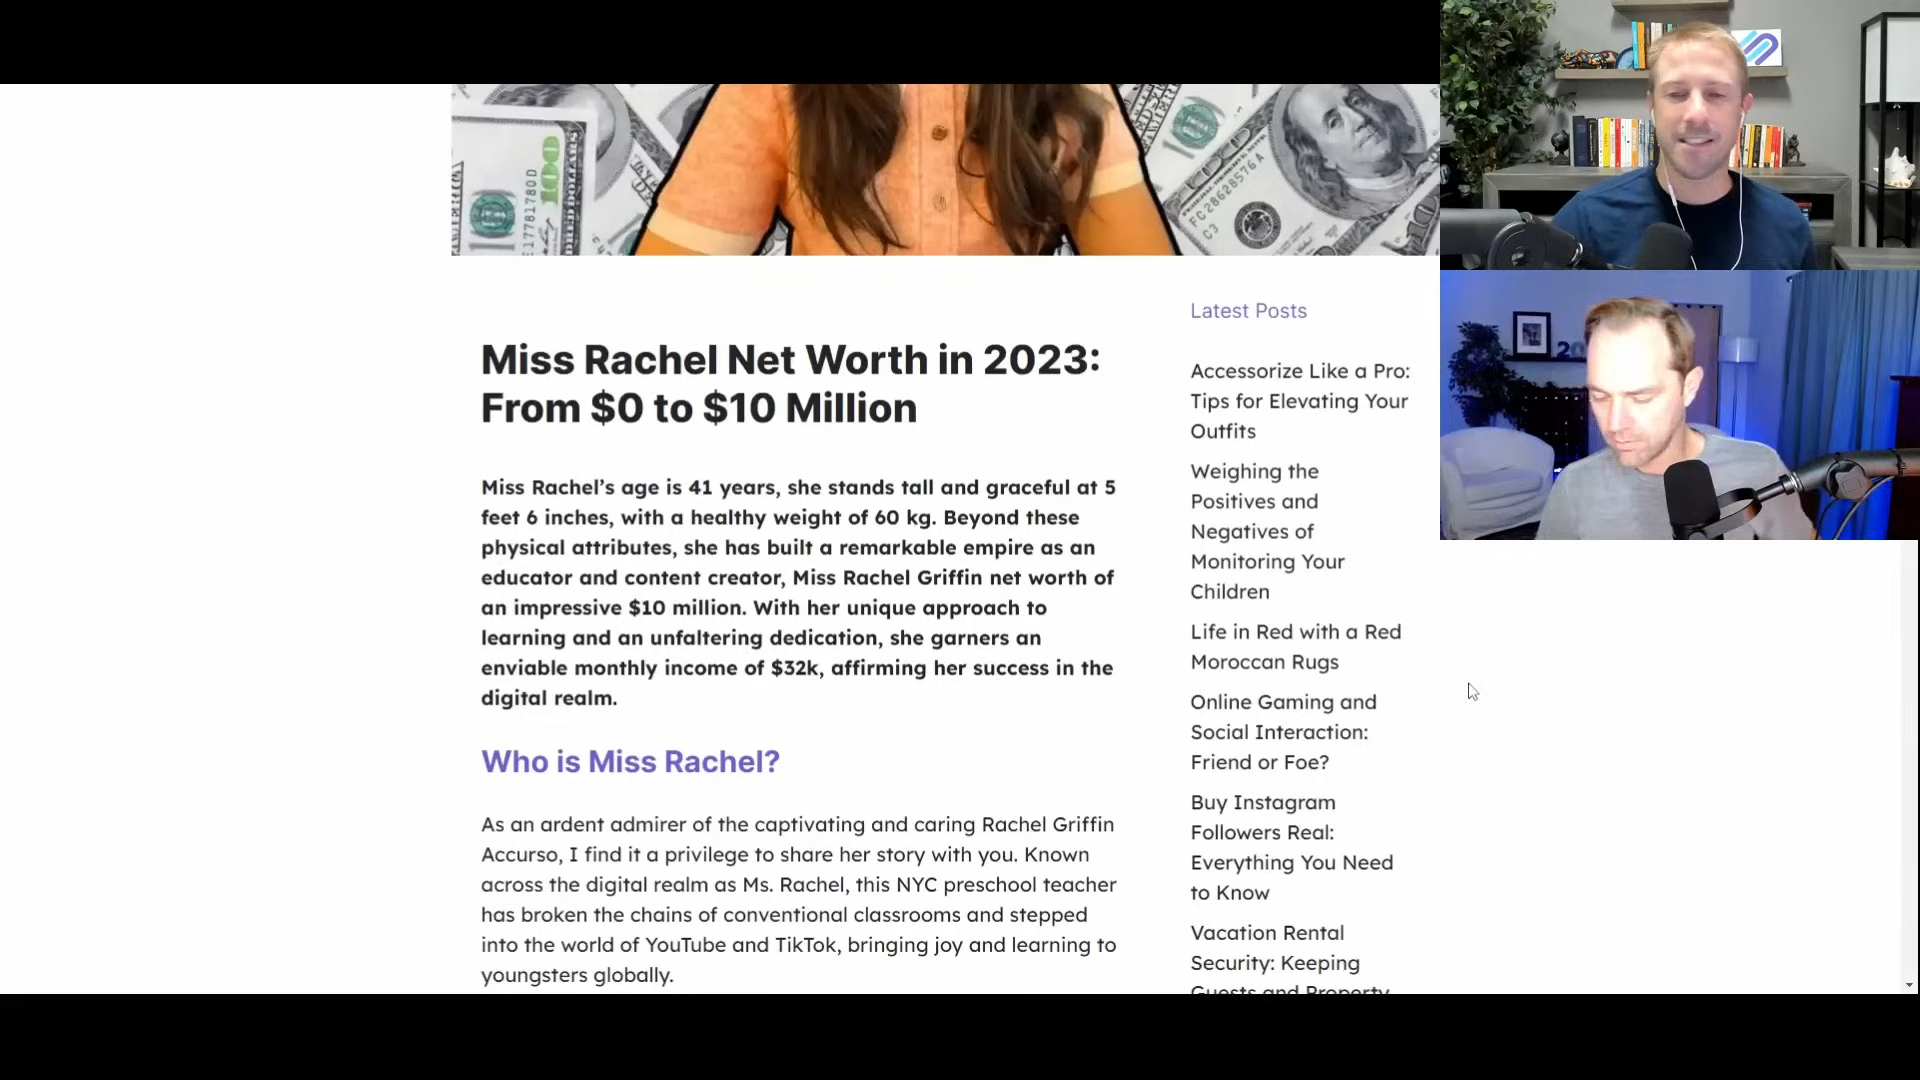 100
E17781780D
DOLLARS
FC28628576A
C3
Miss Rachel Net Worth in 2023:
From $0 to $10 Million
Miss Rachel’s age is 41 years, she stands tall and graceful at 5
feet 6 inches, with a healthy weight of 60 kg. Beyond these
physical attributes, she has built a remarkable empire as an
educator and content creator, Miss Rachel Griffin net worth of
an impressive $10 million. With her unique approach to
learning and an unfaltering dedication, she garners an
enviable monthly income of $32k, affirming her success in the
digital realm.
Who is Miss Rachel?
As an ardent admirer of the captivating and caring Rachel Griffin
Accurso, I find it a privilege to share her story with you. Known
across the digital realm as Ms. Rachel, this NYC preschool teacher
has broken the chains of conventional classrooms and stepped
into the world of YouTube and TikTok, bringing joy and learning to
youngsters globally.
Latest Posts
Accessorize Like a Pro:
Tips for Elevating Your
Outfits
Weighing the
Positives and
Negatives of
Monitoring Your
Children
Life in Red with a Red
Moroccan Rugs
Online Gaming and
Social Interaction:
Friend or Foe?
Buy Instagram
Followers Real:
Everything You Need
to Know
Vacation Rental
Security: Keeping
Guests and Property